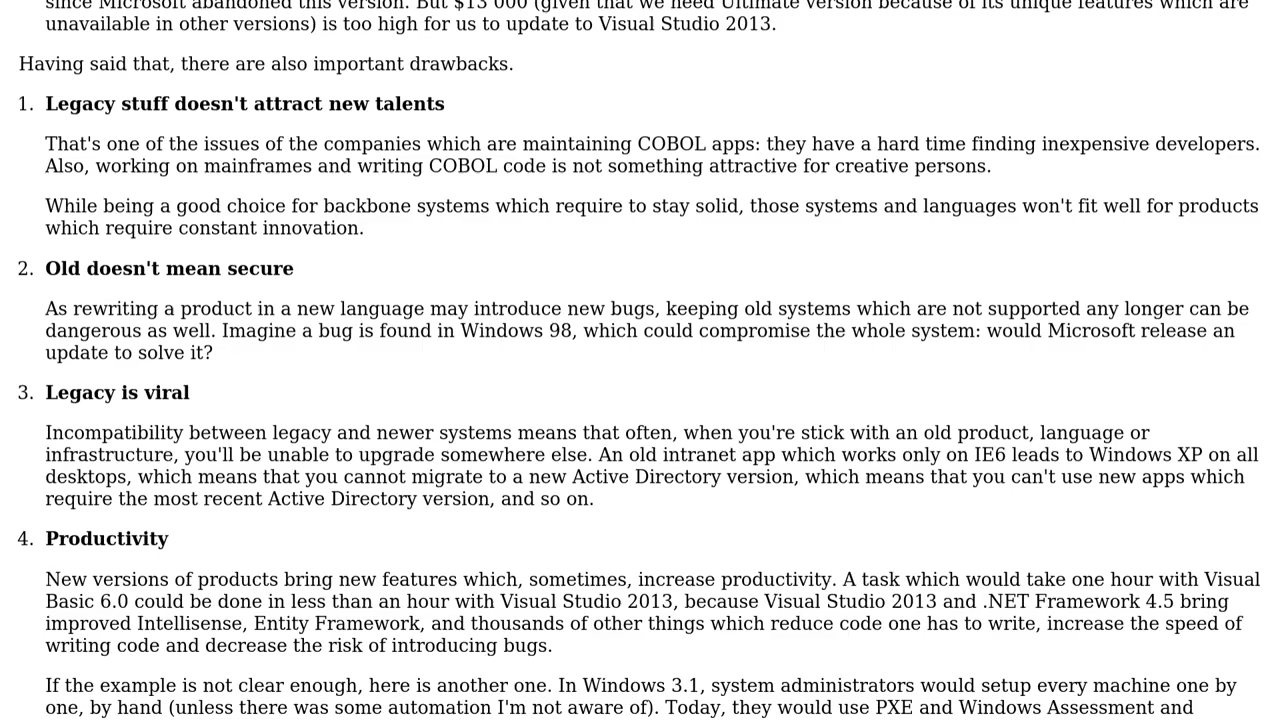 since Microsoft abandoned this version. But $13 000 (given that we need Ultimate version because of its unique features which are
unavailable in other versions) is too high for us to update to Visual Studio 2013.
Having said that, there are also important drawbacks.
1. Legacy stuff doesn't attract new talents
That's one of the issues of the companies which are maintaining COBOL apps: they have a hard time finding inexpensive developers.
Also, working on mainframes and writing COBOL code is not something attractive for creative persons.
While being a good choice for backbone systems which require to stay solid, those systems and languages won't fit well for products
which require constant innovation.
2. Old doesn't mean secure
As rewriting a product in a new language may introduce new bugs, keeping old systems which are not supported any longer can be
dangerous as well. Imagine a bug is found in Windows 98, which could compromise the whole system: would Microsoft release an
update to solve it?
3. Legacy is viral
Incompatibility between legacy and newer systems means that often, when you're stick with an old product, language or
infrastructure, you'll be unable to upgrade somewhere else. An old intranet app which works only on IE6 leads to Windows XP on all
desktops, which means that you cannot migrate to a new Active Directory version, which means that you can't use new apps which
require the most recent Active Directory version, and so on.
4. Productivity
New versions of products bring new features which, sometimes, increase productivity. A task which would take one hour with Visual
Basic 6.0 could be done in less than an hour with Visual Studio 2013, because Visual Studio 2013 and .NET Framework 4.5 bring
improved Intellisense, Entity Framework, and thousands of other things which reduce code one has to write, increase the speed of
writing code and decrease the risk of introducing bugs.
If the example is not clear enough, here is another one. In Windows 3.1, system administrators would setup every machine one by
one, by hand (unless there was some automation I'm not aware of). Today, they would use PXE and Windows Assessment and